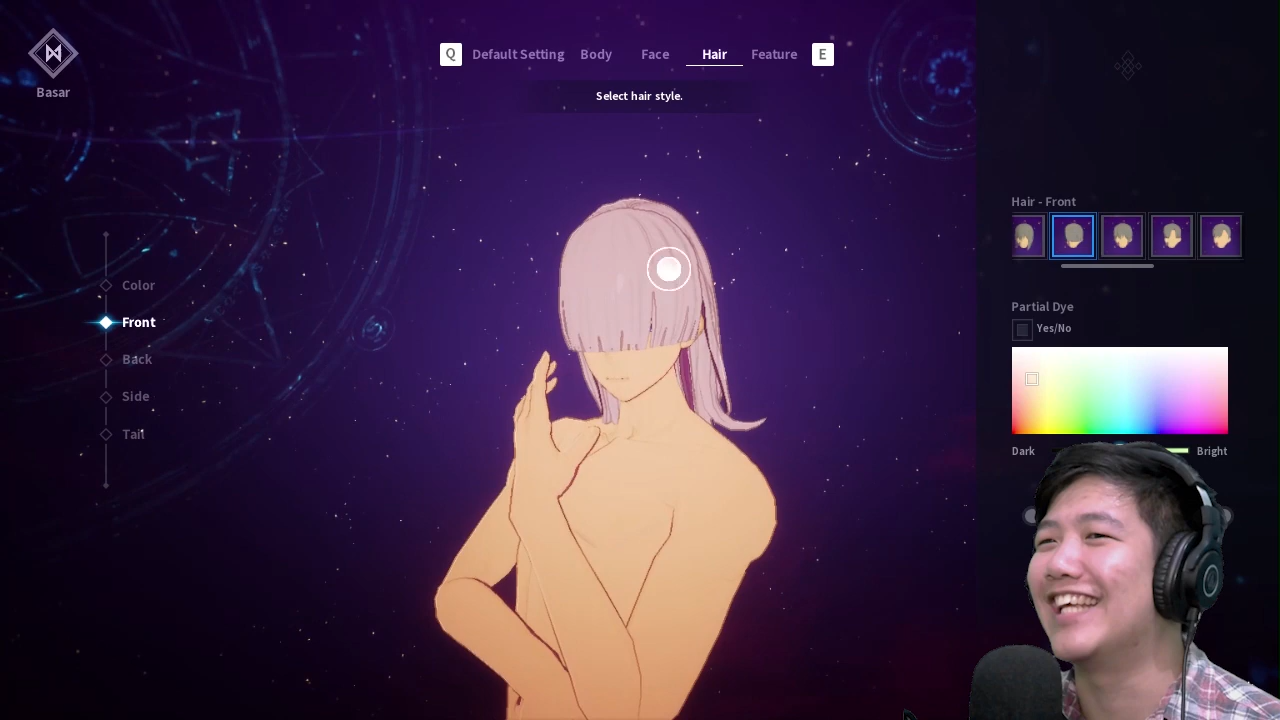 Q Default Setting Body Face Hair Feature E
Basar
Select hair style.
Hair - Front
Color
Front
Back
Side
Tail
Partial Dye
Yes/No
Dark Bright